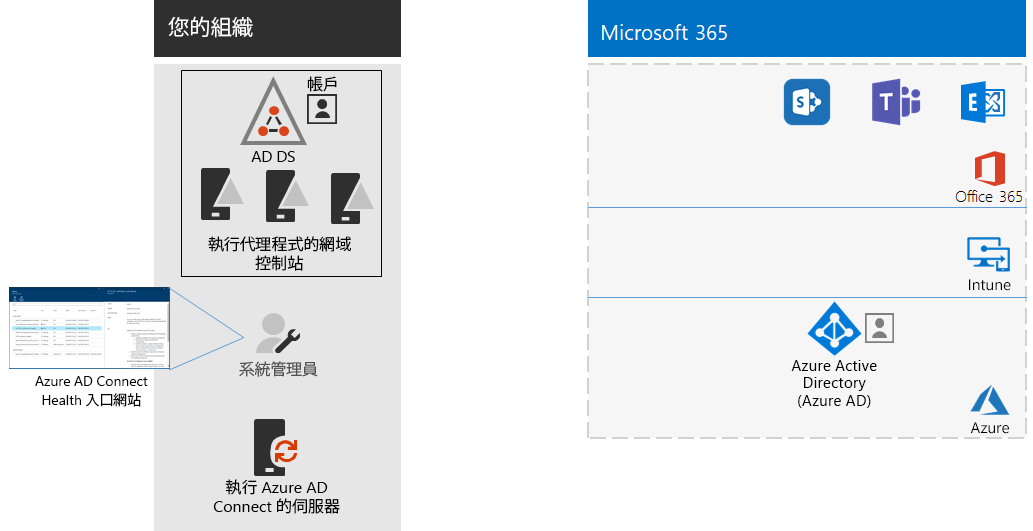 您的組織
Microsoft 365
帳戶
AD DS
執行代理程式的網域
控制站
Office 365
Intune
系統管理員
Azure AD Connect
Health 入口網站
Azure Active
Directory
(Azure AD)
Azure
執行 Azure AD
Connect 的伺服器